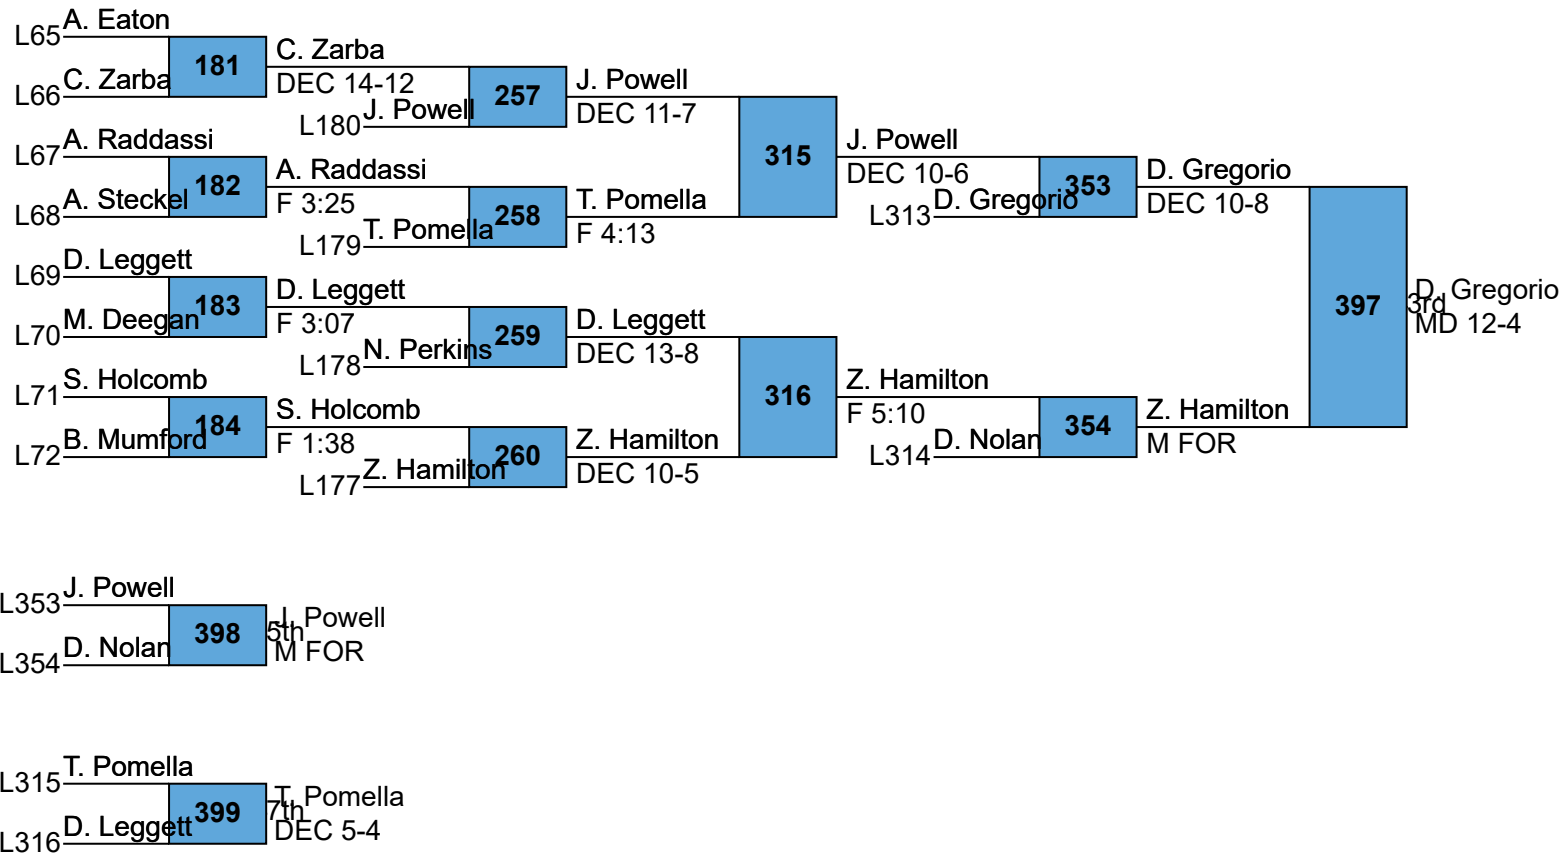 A. Eaton
L65
181
C. Zarba
L66
C. Zarba
DEC 14-12
257
J. Powell
L180
J. Powell
DEC 11-7
A. Raddassi
L67
182
A. Steckel
L68
A. Raddassi
F 3:25
258
T. Pomella
L179
T. Pomella
F 4:13
315
J. Powell
DEC 10-6
353
D. Gregorio
L313
D. Gregorio
DEC 10-8
D. Leggett
L69
183
M. Deegan
L70
D. Leggett
F 3:07
259
N. Perkins
L178
D. Leggett
DEC 13-8
S. Holcomb
L71
184
B. Mumford
L72
S. Holcomb
F 1:38
260
Z. Hamilton
L177
Z. Hamilton
DEC 10-5
316
Z. Hamilton
F 5:10
354
D. Nolan
L314
Z. Hamilton
M FOR
397
D. Gregorio
3rd
MD 12-4
J. Powell
L353
398
D. Nolan
L354
J. Powell
5th
M FOR
T. Pomella
L315
399
D. Leggett
L316
T. Pomella
7th
DEC 5-4